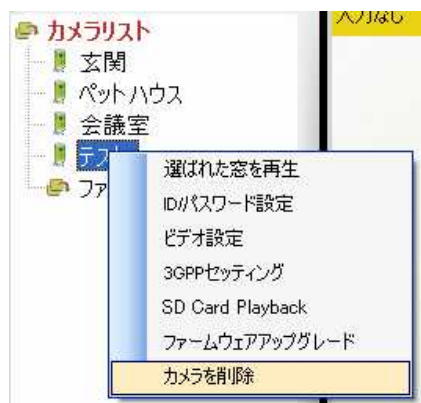 カメラリスト
入力なし
玄関
ペットハウス
会議室
テス
ファ
選ばれた窓を再生
ID/パスワード設定
ビデオ設定
3GPPセッティング
SD Card Playback
ファームウェアアップグレード
カメラを削除